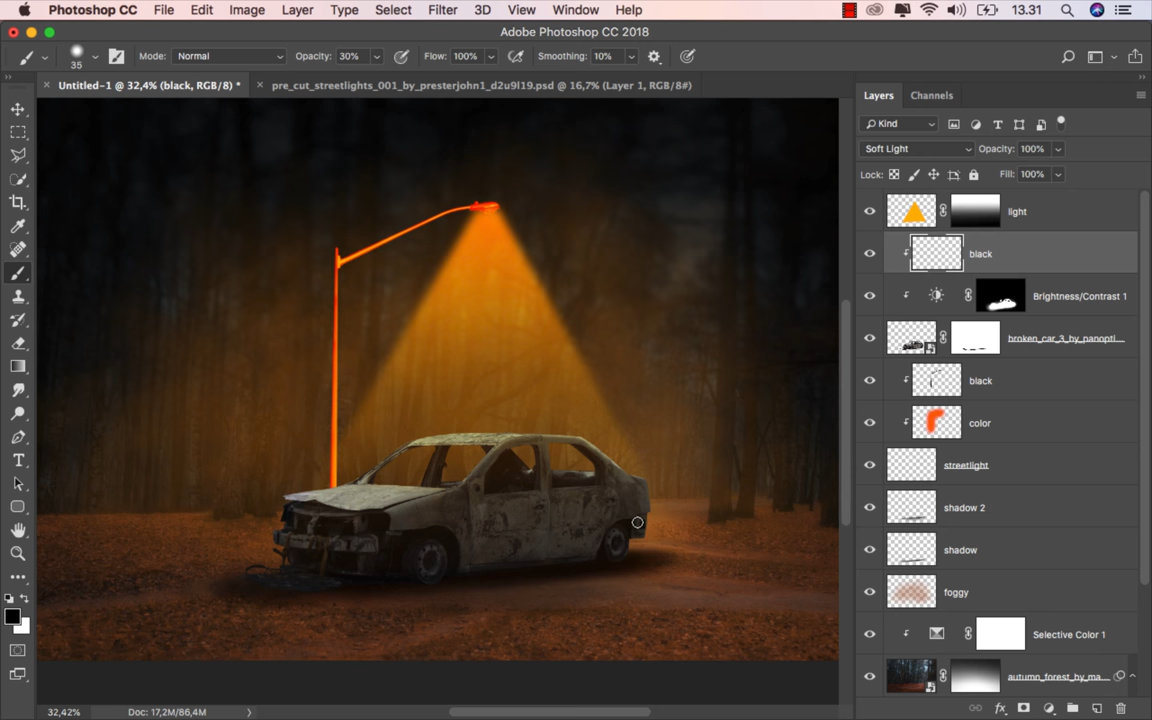 Photoshop CC File Edit Image Layer Type Select Filter 3D View Window Help 13.31
Adobe Photoshop CC 2018
35 Mode: Normal Opacity: 30% Flow: 100% Smoothing: 10%
× Untitled-1 @ 32,4% (black, RGB/8) * × pre_cut_streetlights_001_by_presterjohn1_d2u9l19.psd @ 16,7% (Layer 1, RGB/8#)
Layers Channels
Kind
Soft Light Opacity: 100%
Lock: Fill: 100%
light
black
Brightness/Contrast 1
broken_car_3_by_panopti...
black
color
streetlight
shadow 2
shadow
foggy
Selective Color 1
autumn_forest_by_ma...
32,42% Doc: 17,2M/86,4M
fx